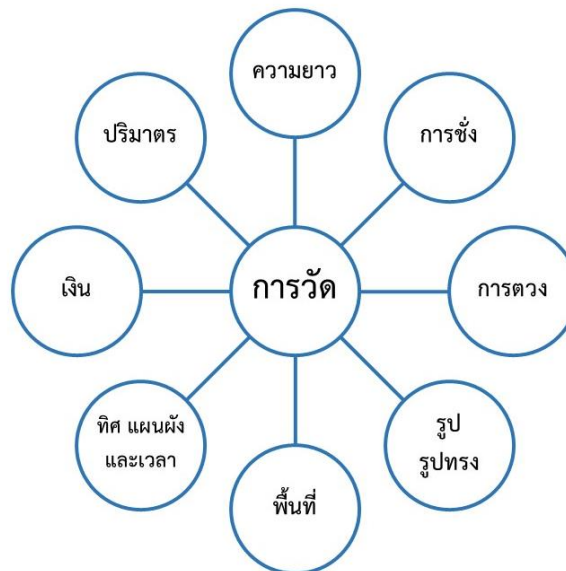 ความยาว
ปริมาตร
การชั่ง
เงิน
การวัด
การตวง
ทิศ แผนผัง
และเวลา
รูป
รูปทรง
พื้นที่